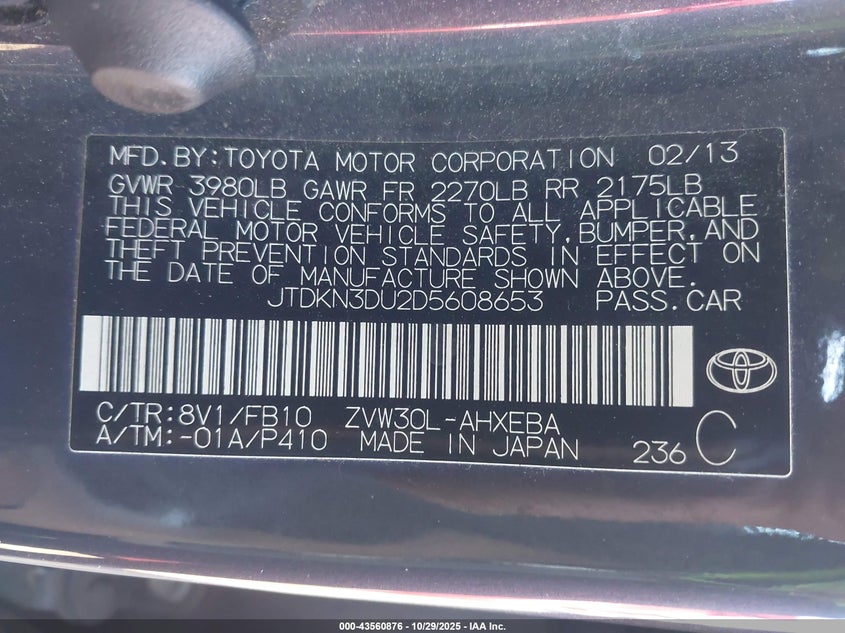 MFD.BY:TOYOTA MOTOR CORPORATION 02/13
GVWR 3980LB GAWR FR 2270LB RR 2175LB
THIS VEHICLE CONFORMS TO ALL APPLICABLE
FEDERAL MOTOR VEHICLE SAFETY,BUMPER,AND
THEFT PREVENTION STANDARDS IN EFFECT ON
THE DATE OF MANUFACTURE SHOWN ABOVE.
JTDKN3DU2D5608653 PASS.CAR
C/TR:8V1/FB10 ZVW30L-AHXEBA
A/TM:-01A/P410 MADE IN JAPAN 236 C
000-43560876 - 10/29/2025 - IAA Inc.